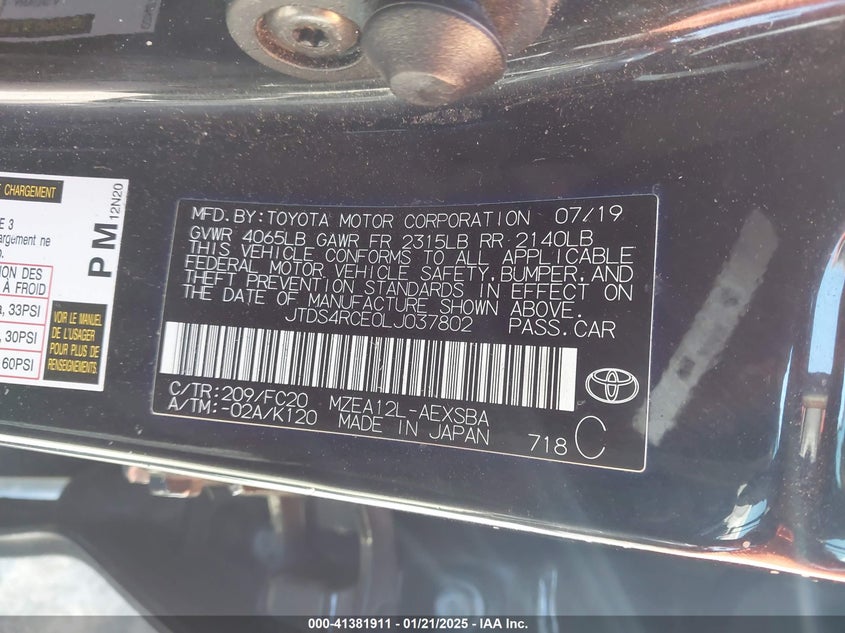 CHARGEMENT
E 3
hargement ne
ION DES
À FROID
a, 33PSI
, 30PSI
60PSI
VOIR LE MANUEL
DE L'USAGER
POUR PLUS DE
RENSEIGNEMENTS
PM
12N20
MFD. BY: TOYOTA MOTOR CORPORATION 07/19
GVWR 4065LB GAWR FR 2315LB RR 2140LB
THIS VEHICLE CONFORMS TO ALL APPLICABLE
FEDERAL MOTOR VEHICLE SAFETY, BUMPER, AND
THEFT PREVENTION STANDARDS IN EFFECT ON
THE DATE OF MANUFACTURE SHOWN ABOVE.
JTDS4RCE0LJ037802 PASS. CAR
C/TR: 209/FC20 MZEA12L-AEXSBA
A/TM: -02A/K120 MADE IN JAPAN
718 C
000-41381911 - 01/21/2025 - IAA Inc.